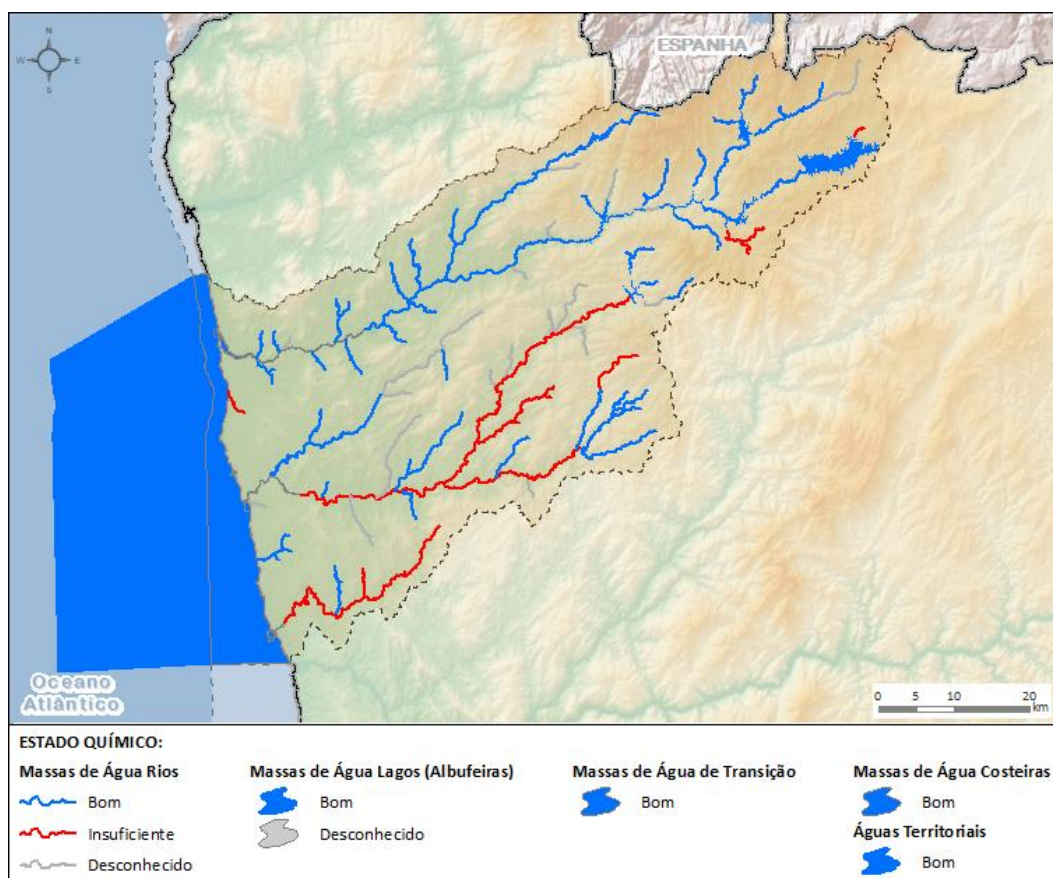 N
W E
S
ESPANHA
Oceano
Atlântico
0 5 10 20
km
ESTADO QUÍMICO:
Massas de Água Rios
Bom
Insuficiente
Desconhecido
Massas de Água Lagos (Albufeiras)
Bom
Desconhecido
Massas de Água de Transição
Bom
Massas de Água Costeiras
Bom
Águas Territoriais
Bom